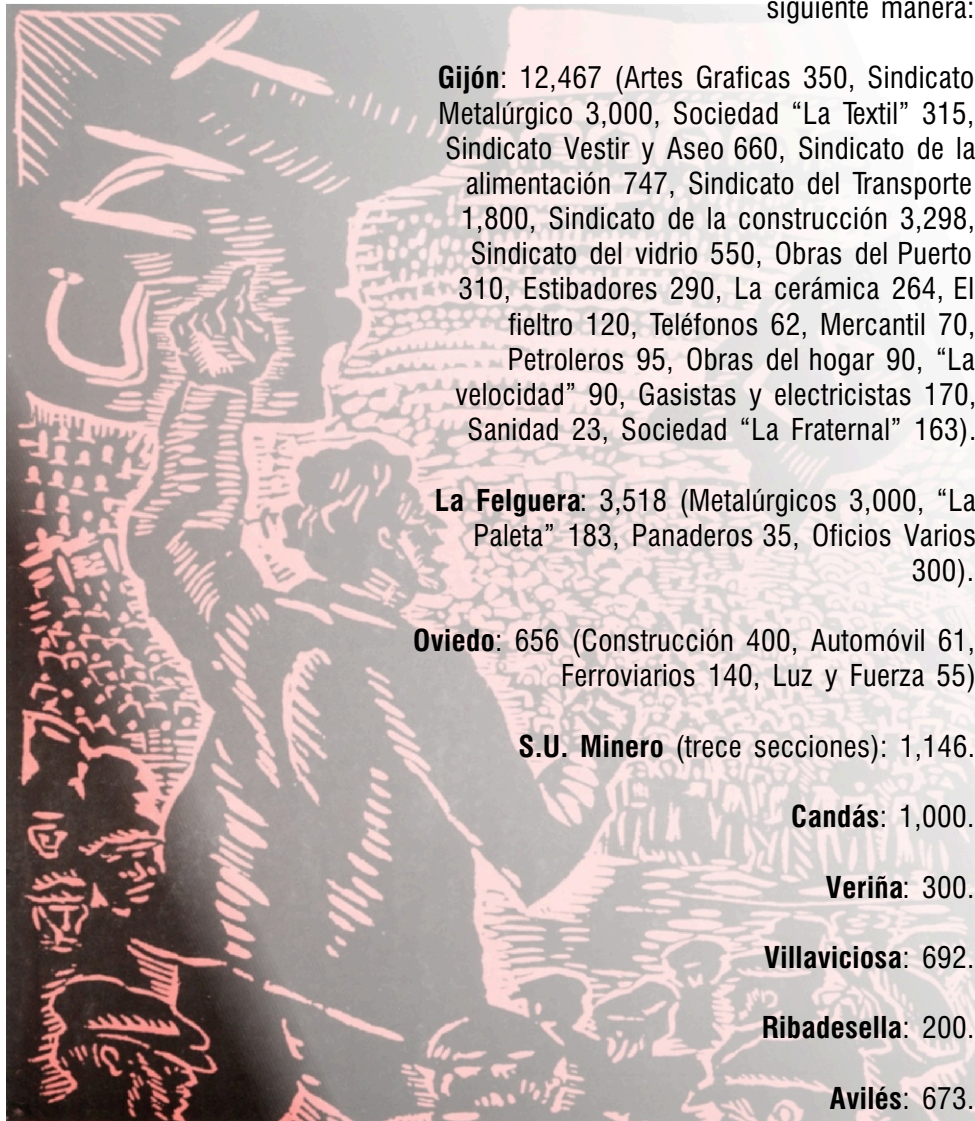 siguiente manera:
Gijón: 12,467 (Artes Graficas 350, Sindicato
Metalúrgico 3,000, Sociedad “La Textil” 315,
Sindicato Vestir y Aseo 660, Sindicato de la
alimentación 747, Sindicato del Transporte
1,800, Sindicato de la construcción 3,298,
Sindicato del vidrio 550, Obras del Puerto
310, Estibadores 290, La cerámica 264, El
fieltro 120, Teléfonos 62, Mercantil 70,
Petroleros 95, Obras del hogar 90, “La
velocidad” 90, Gasistas y electricistas 170,
Sanidad 23, Sociedad “La Fraternal” 163).
La Felguera: 3,518 (Metalúrgicos 3,000, “La
Paleta” 183, Panaderos 35, Oficios Varios
300).
Oviedo: 656 (Construcción 400, Automóvil 61,
Ferroviarios 140, Luz y Fuerza 55)
S.U. Minero (trece secciones): 1,146.
Candás: 1,000.
Veriña: 300.
Villaviciosa: 692.
Ribadesella: 200.
Avilés: 673.
CNT